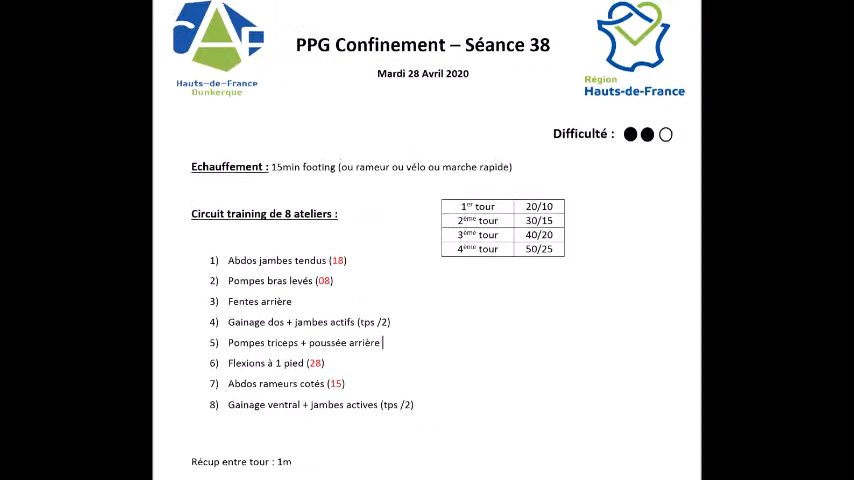 CAF
Hauts-de-France
Dunkerque
PPG Confinement – Séance 38
Mardi 28 Avril 2020
Région
Hauts-de-France
Difficulté :
Echauffement : 15min footing (ou rameur ou vélo ou marche rapide)
Circuit training de 8 ateliers :
1er tour 20/10
2ème tour 30/15
3ème tour 40/20
4ème tour 50/25
1) Abdos jambes tendus (18)
2) Pompes bras levés (08)
3) Fentes arrière
4) Gainage dos + jambes actifs (tps /2)
5) Pompes triceps + poussée arrière
6) Flexions à 1 pied (28)
7) Abdos rameurs cotés (15)
8) Gainage ventral + jambes actives (tps /2)
Récup entre tour : 1m